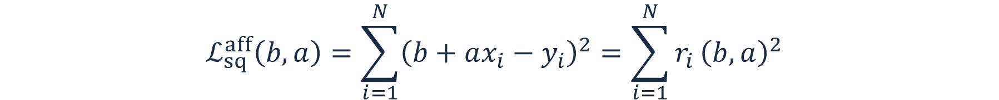 ℒ_sq^aff(b, a) = ∑_{i=1}^{N} (b + ax_i − y_i)^2 = ∑_{i=1}^{N} r_i (b, a)^2